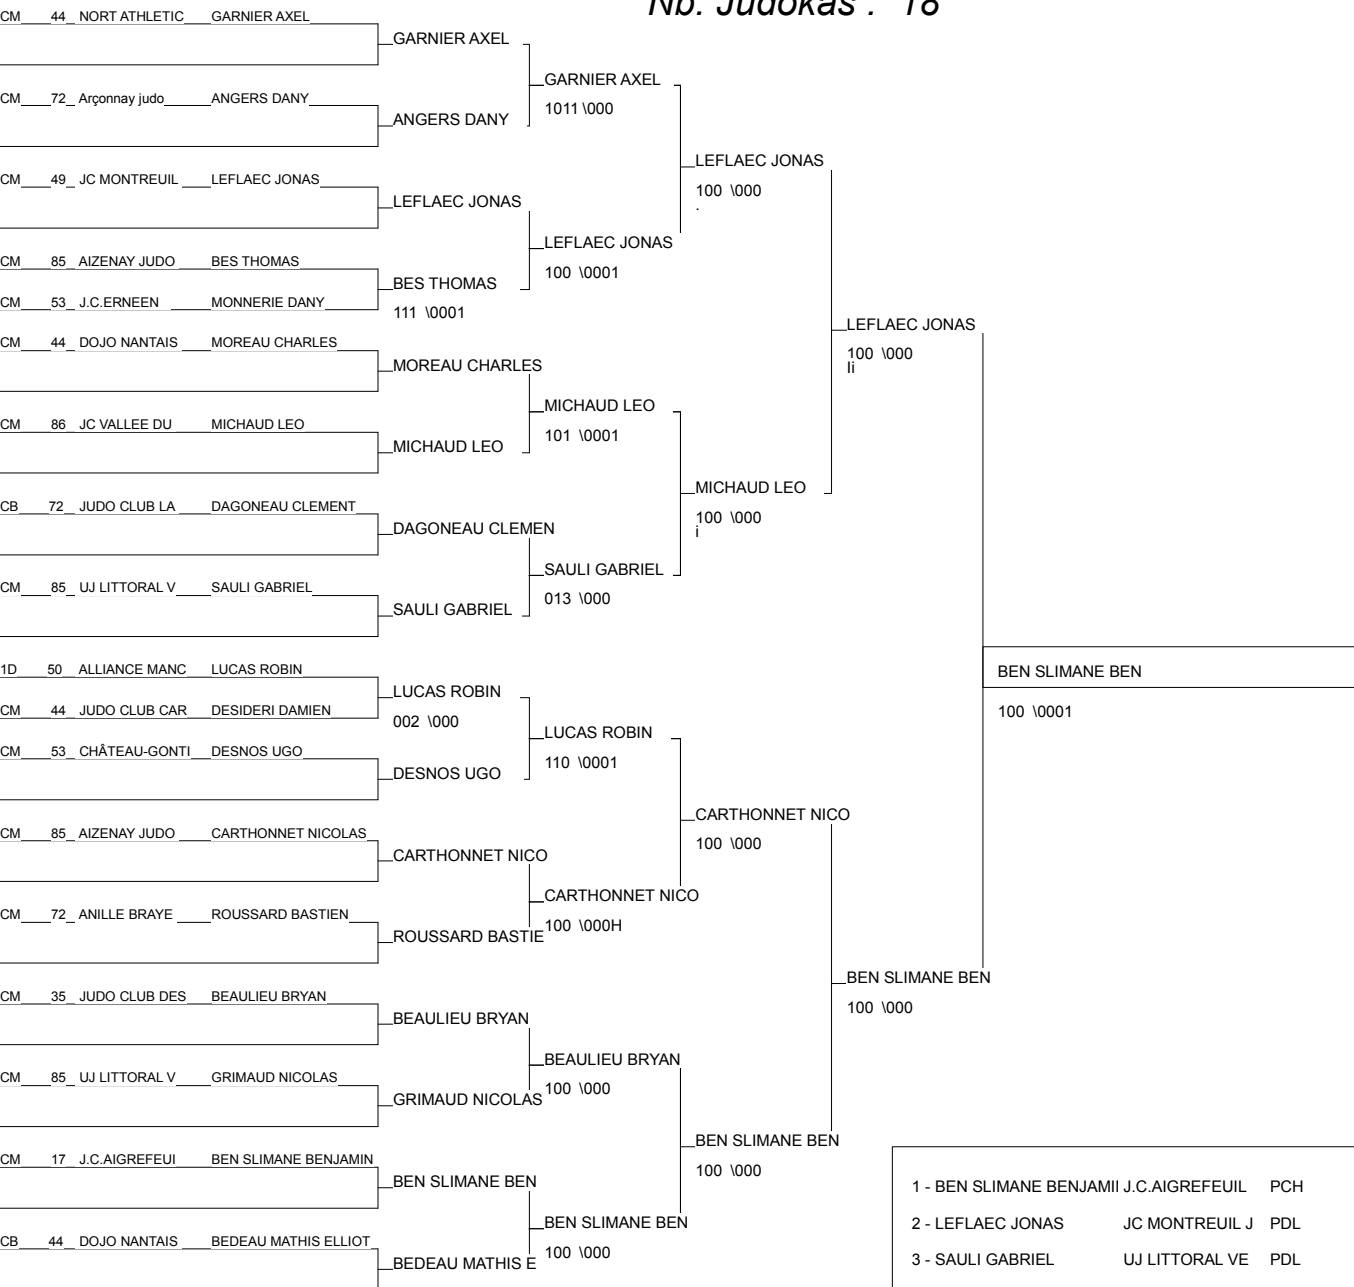 Nb. Judokas : 18
CM 44 NORT ATHLETIC GARNIER AXEL
GARNIER AXEL
GARNIER AXEL
1011 \000
CM 72 Arçonnay judo ANGERS DANY
ANGERS DANY
LEFLAEC JONAS
100 \000
.
CM 49 JC MONTREUIL LEFLAEC JONAS
LEFLAEC JONAS
LEFLAEC JONAS
100 \0001
CM 85 AIZENAY JUDO BES THOMAS
BES THOMAS
111 \0001
CM 53 J.C.ERNEEN MONNERIE DANY
LEFLAEC JONAS
100 \000
Ii
CM 44 DOJO NANTAIS MOREAU CHARLES
MOREAU CHARLES
MICHAUD LEO
101 \0001
CM 86 JC VALLEE DU MICHAUD LEO
MICHAUD LEO
MICHAUD LEO
100 \000
i
CB 72 JUDO CLUB LA DAGONEAU CLEMENT
DAGONEAU CLEMEN
SAULI GABRIEL
013 \000
CM 85 UJ LITTORAL V SAULI GABRIEL
SAULI GABRIEL
BEN SLIMANE BEN
100 \0001
1D 50 ALLIANCE MANC LUCAS ROBIN
LUCAS ROBIN
002 \000
CM 44 JUDO CLUB CAR DESIDERI DAMIEN
LUCAS ROBIN
110 \0001
CM 53 CHÂTEAU-GONTI DESNOS UGO
DESNOS UGO
CARTHONNET NICO
100 \000
CM 85 AIZENAY JUDO CARTHONNET NICOLAS
CARTHONNET NICO
CARTHONNET NICO
100 \000H
CM 72 ANILLE BRAYE ROUSSARD BASTIEN
ROUSSARD BASTIE
BEN SLIMANE BEN
100 \000
CM 35 JUDO CLUB DES BEAULIEU BRYAN
BEAULIEU BRYAN
BEAULIEU BRYAN
100 \000
CM 85 UJ LITTORAL V GRIMAUD NICOLAS
GRIMAUD NICOLAS
BEN SLIMANE BEN
100 \000
CM 17 J.C.AIGREFEUI BEN SLIMANE BENJAMIN
BEN SLIMANE BEN
BEN SLIMANE BEN
100 \000
CB 44 DOJO NANTAIS BEDEAU MATHIS ELLIOT
BEDEAU MATHIS E
1 - BEN SLIMANE BENJAMII J.C.AIGREFEUIL PCH
2 - LEFLAEC JONAS JC MONTREUIL J PDL
3 - SAULI GABRIEL UJ LITTORAL VE PDL